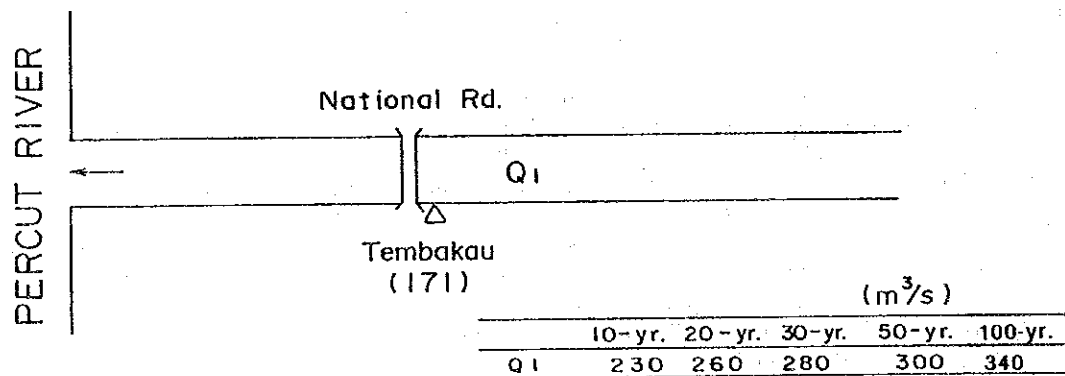 PERCUT RIVER
National Rd.
Q1
Tembakau
(171)
(m³/s)
10-yr. 20-yr. 30-yr. 50-yr. 100-yr.
Q1 230 260 280 300 340